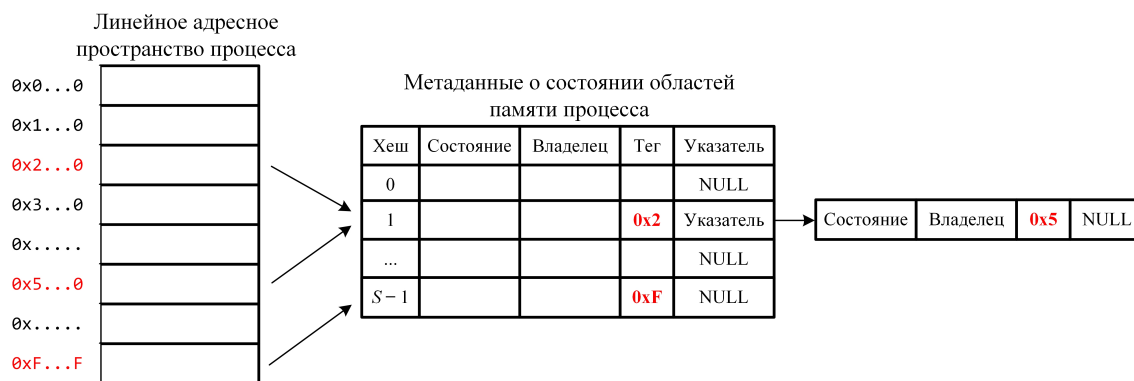 Линейное адресное
пространство процесса
0x0...0
0x1...0
0x2...0
0x3...0
0x.....
0x5...0
0x.....
0xF...F
Метаданные о состоянии областей
памяти процесса
Хеш Состояние Владелец Тег Указатель
0 NULL
1 0x2 Указатель
... NULL
S – 1 0xF NULL
Состояние Владелец 0x5 NULL